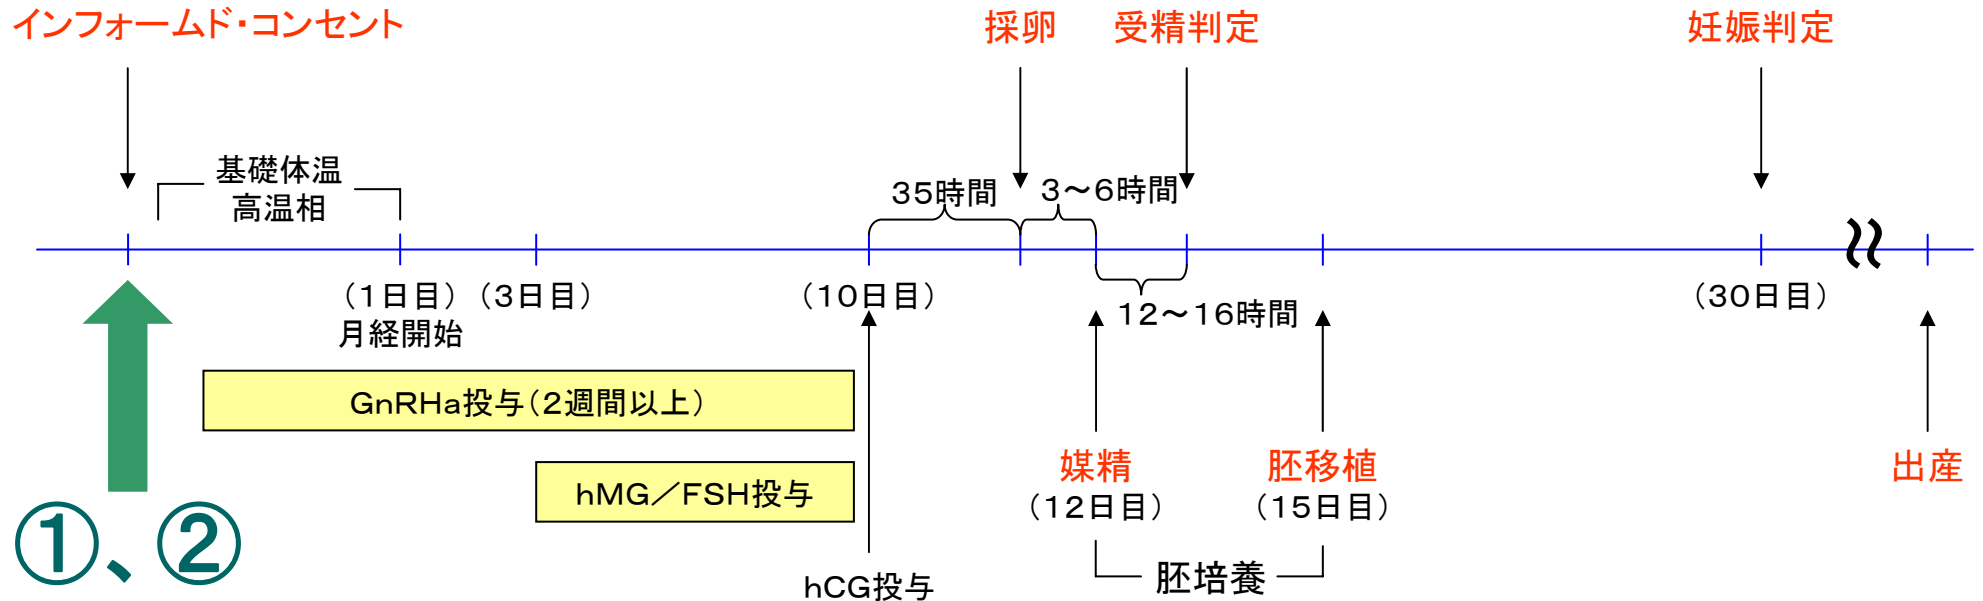 インフォームド・コンセント
採卵
受精判定
妊娠判定
基礎体温
高温相
35時間
3～6時間
(1日目)
月経開始
(3日目)
(10日目)
12～16時間
(30日目)
GnRHa投与(2週間以上)
hMG／FSH投与
媒精
(12日目)
胚移植
(15日目)
出産
①、②
hCG投与
胚培養